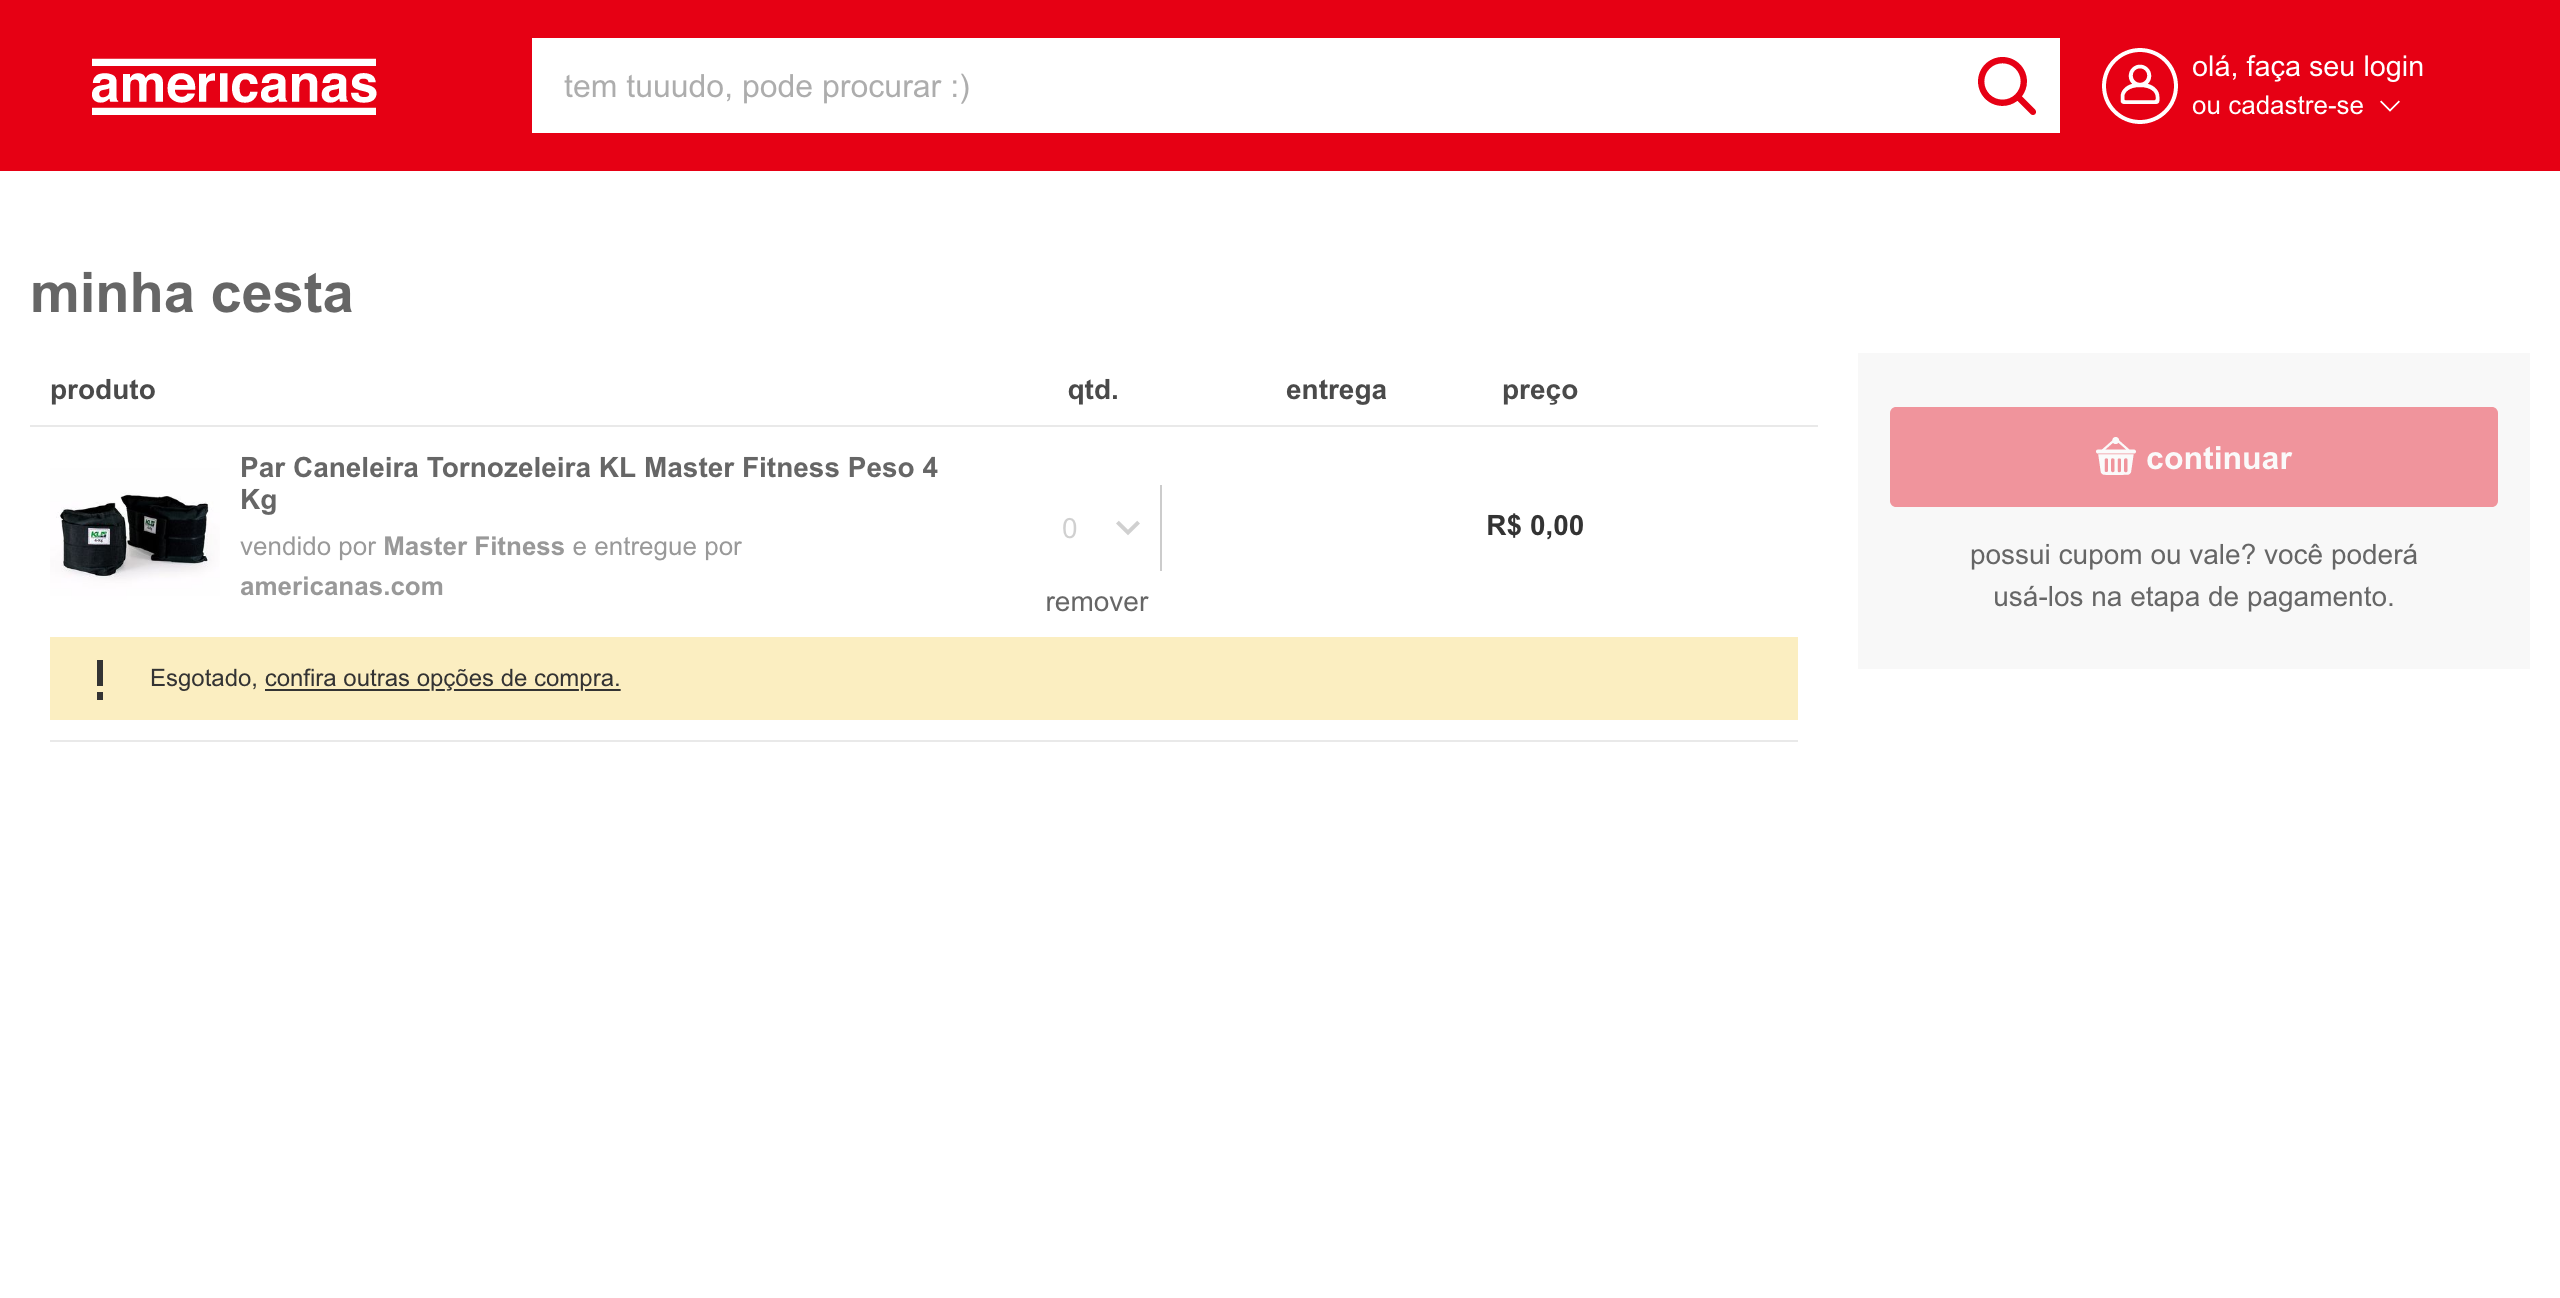 americanas
tem tuuudo, pode procurar :)
olá, faça seu login
ou cadastre-se
minha cesta
produto
qtd.
entrega
preço
Par Caneleira Tornozeleira KL Master Fitness Peso 4
Kg
vendido por Master Fitness e entregue por
americanas.com
0
remover
R$ 0,00
Esgotado, confira outras opções de compra.
continuar
possui cupom ou vale? você poderá
usá-los na etapa de pagamento.